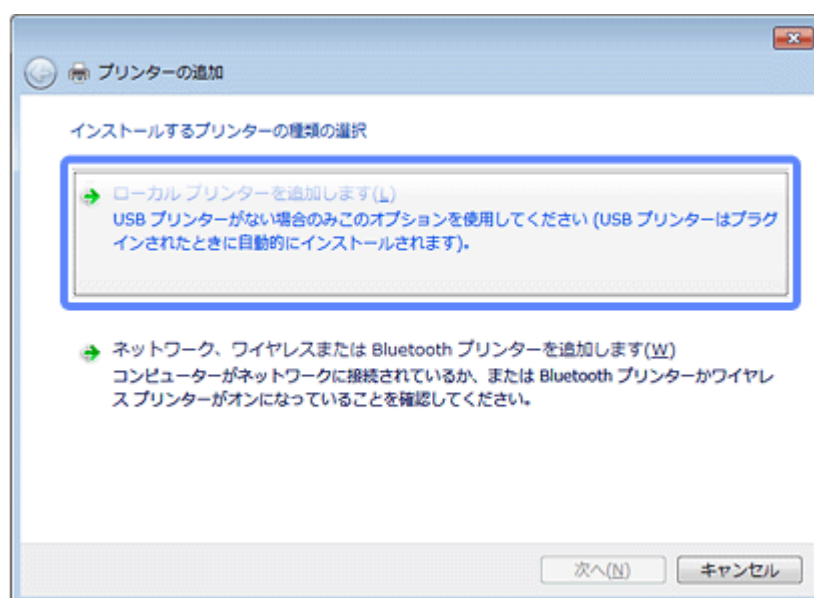 プリンターの追加
インストールするプリンターの種類の選択
ローカル プリンターを追加します(L)
USB プリンターがない場合のみこのオプションを使用してください (USB プリンターはプラグ
インされたときに自動的にインストールされます)。
ネットワーク、ワイヤレスまたは Bluetooth プリンターを追加します(W)
コンピューターがネットワークに接続されているか、または Bluetooth プリンターかワイヤレ
ス プリンターがオンになっていることを確認してください。
次へ(N) キャンセル